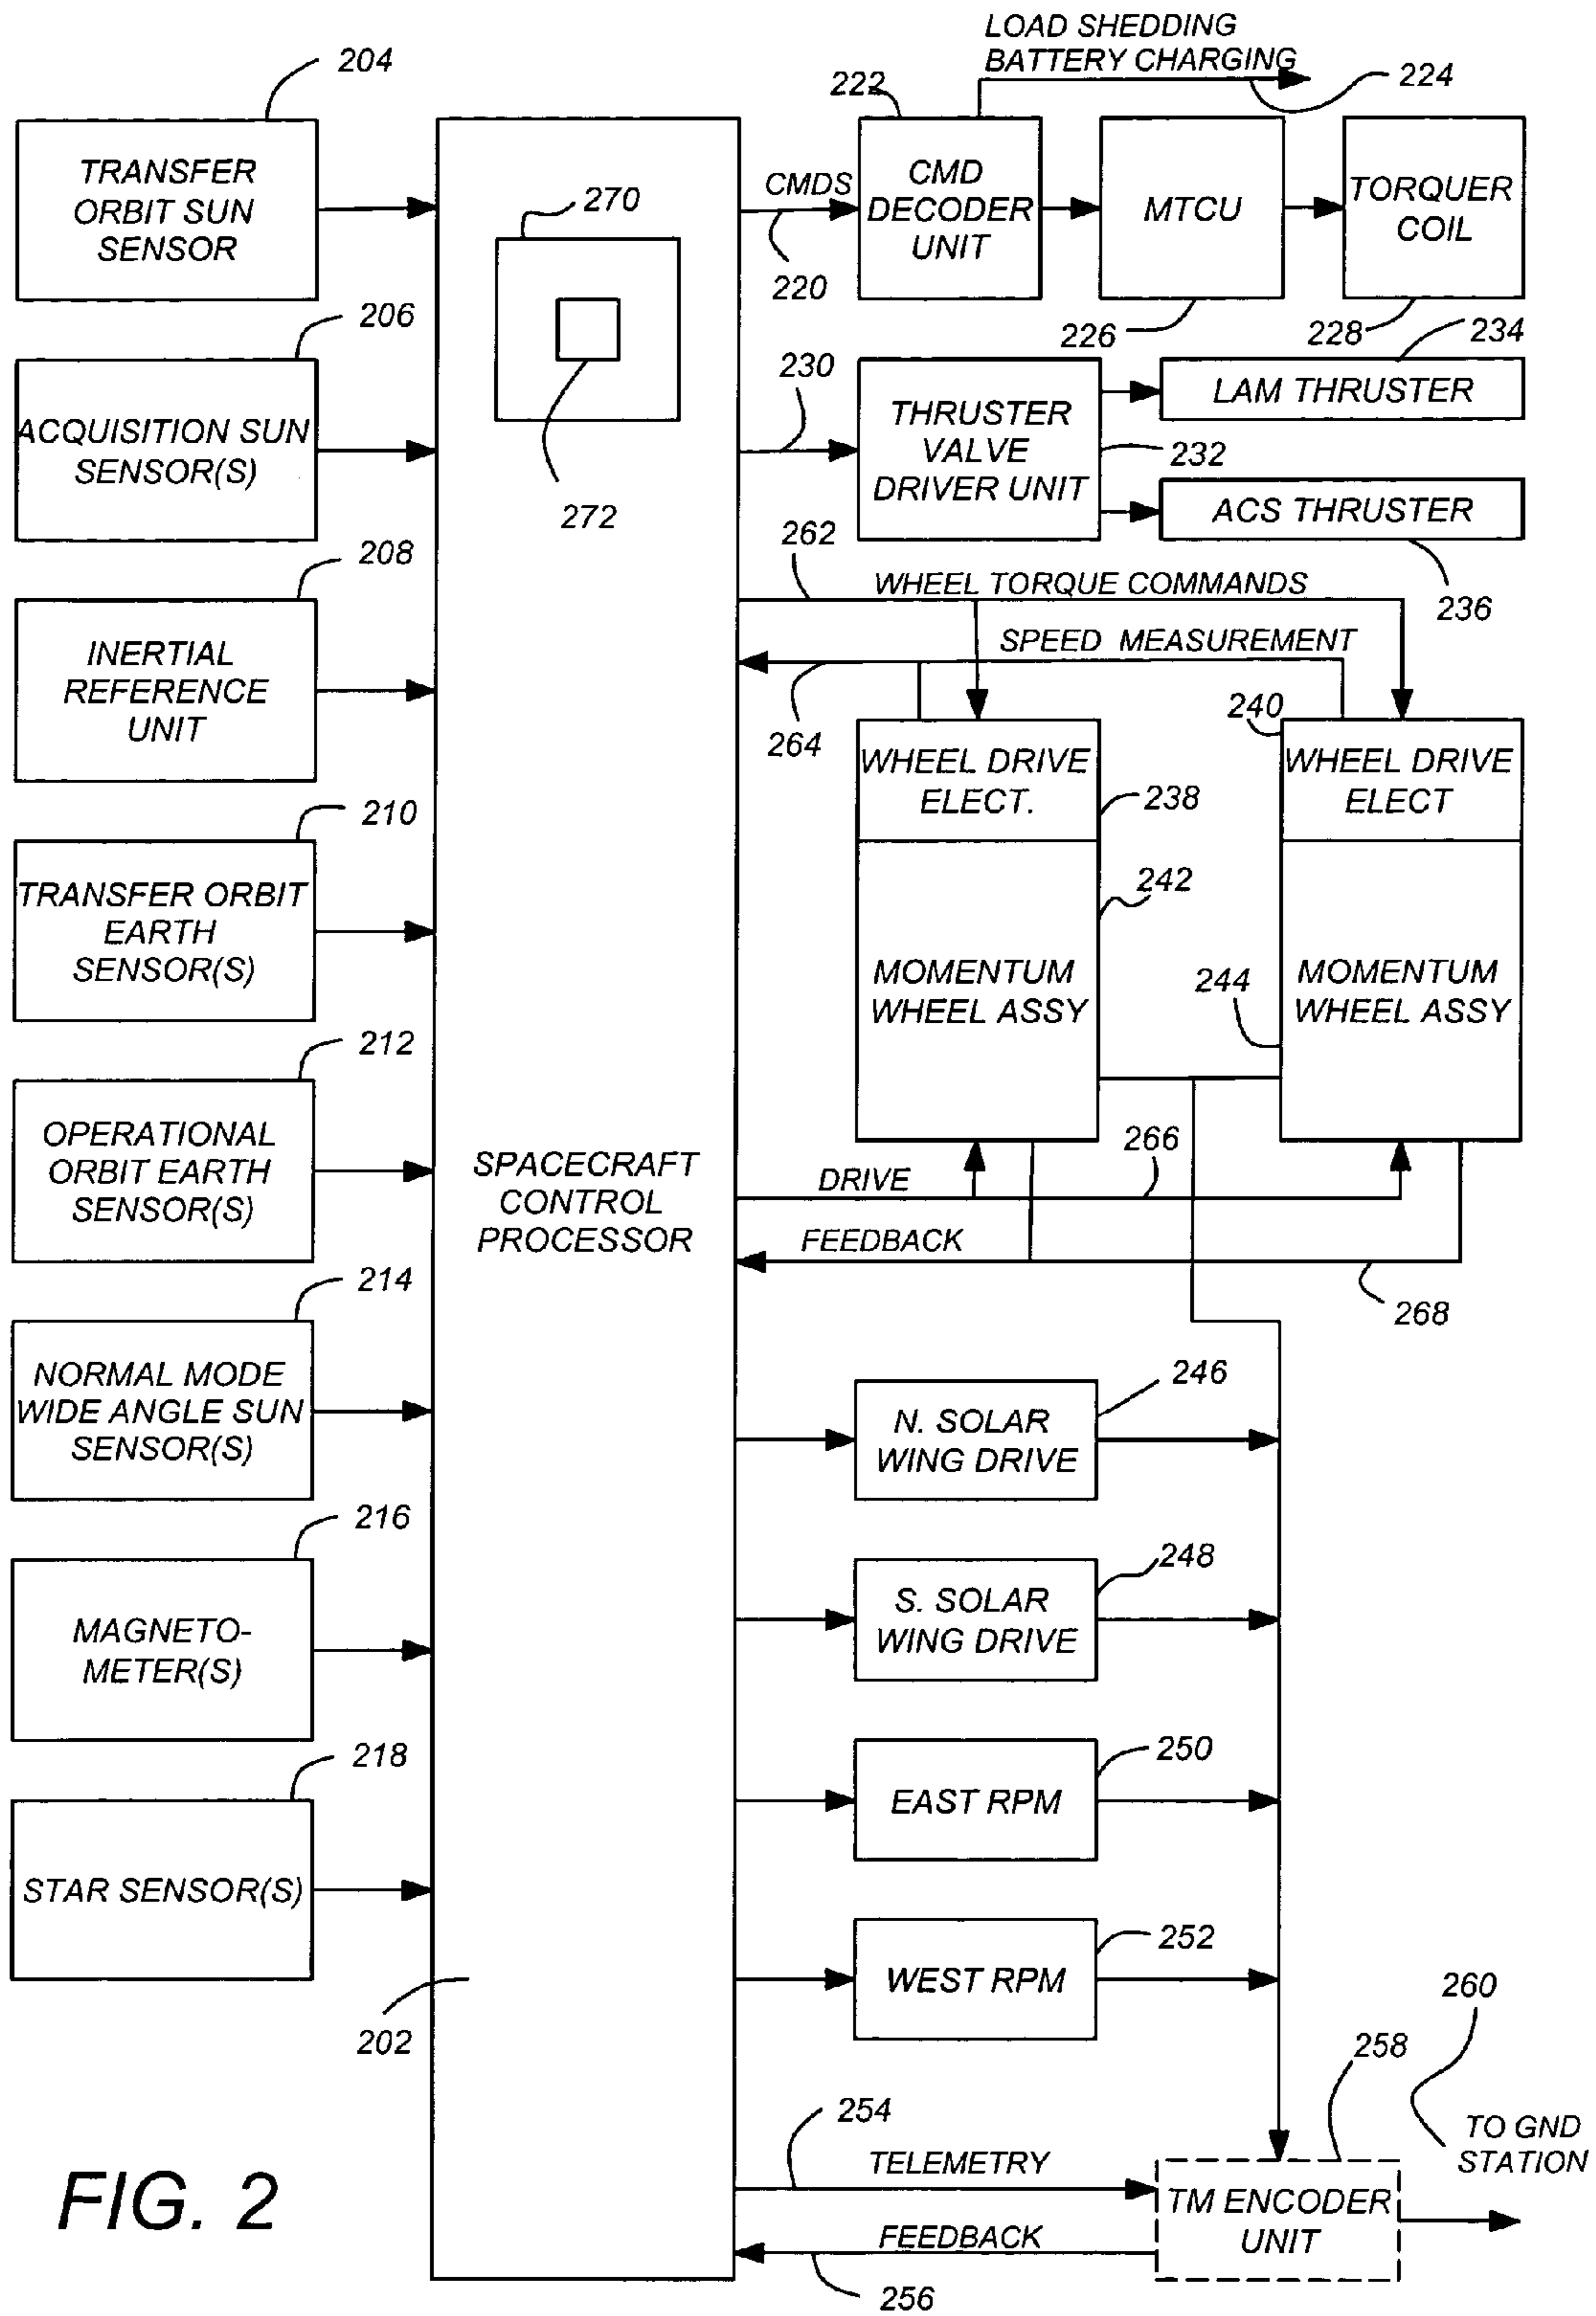 LOAD SHEDDING
BATTERY CHARGING
204
222
224
TRANSFER
ORBIT SUN
SENSOR
270
CMDS
220
CMD
DECODER
UNIT
MTCU
TORQUER
COIL
226
228
206
272
ACQUISITION SUN
SENSOR(S)
230
THRUSTER
VALVE
DRIVER UNIT
232
234
LAM THRUSTER
ACS THRUSTER
236
208
INERTIAL
REFERENCE
UNIT
262
WHEEL TORQUE COMMANDS
SPEED MEASUREMENT
264
240
WHEEL DRIVE
ELECT.
238
WHEEL DRIVE
ELECT
210
TRANSFER ORBIT
EARTH
SENSOR(S)
242
MOMENTUM
WHEEL ASSY
244
MOMENTUM
WHEEL ASSY
212
OPERATIONAL
ORBIT EARTH
SENSOR(S)
SPACECRAFT
CONTROL
PROCESSOR
266
DRIVE
FEEDBACK
268
214
NORMAL MODE
WIDE ANGLE SUN
SENSOR(S)
246
N. SOLAR
WING DRIVE
216
MAGNETO-
METER(S)
248
S. SOLAR
WING DRIVE
218
STAR SENSOR(S)
250
EAST RPM
252
WEST RPM
202
260
258
254
TO GND
STATION
TELEMETRY
TM ENCODER
UNIT
FEEDBACK
256
FIG. 2